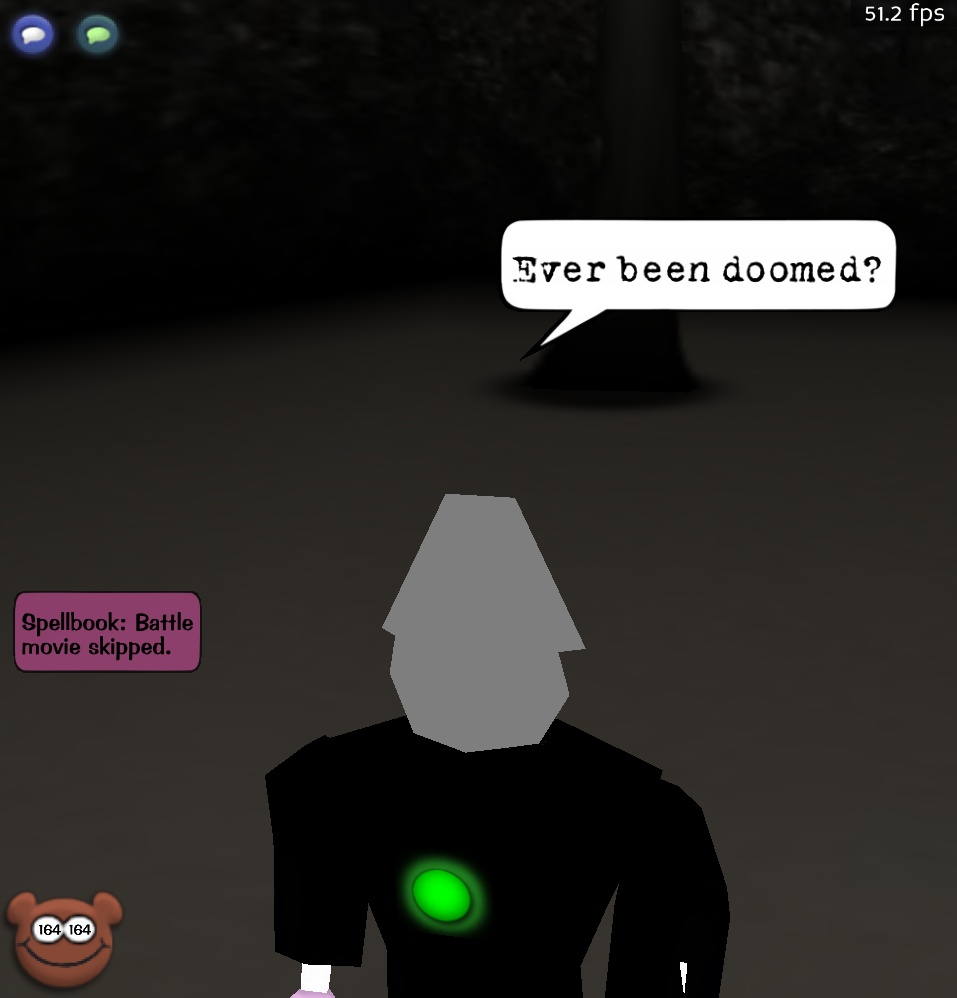 51.2 fps
Ever been doomed?
Spellbook: Battle
movie skipped.
164 164